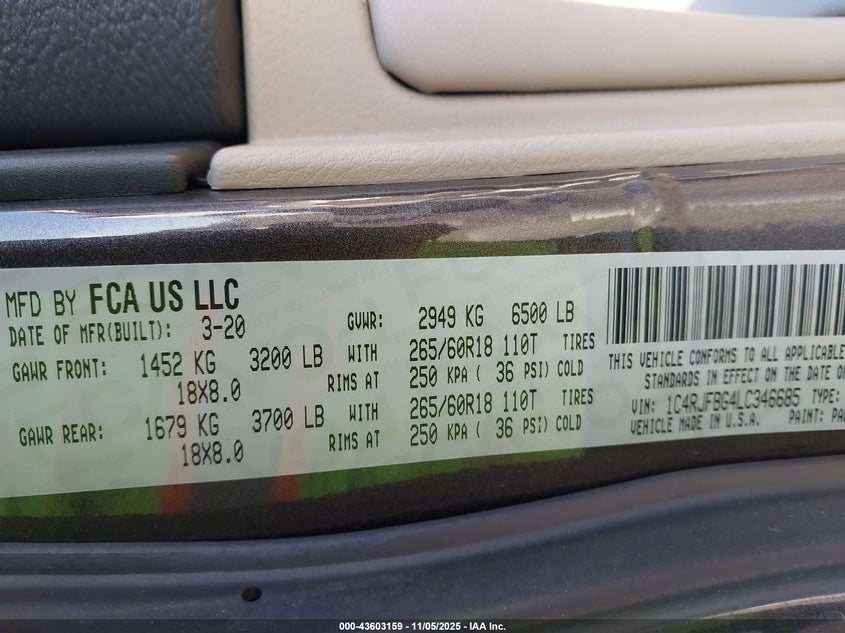 MFD BY FCA US LLC
DATE OF MFR(BUILT): 3-20 GVWR: 2949 KG 6500 LB
GAWR FRONT: 1452 KG 3200 LB WITH 265/60R18 110T TIRES
18X8.0 RIMS AT 250 KPA ( 36 PSI) COLD
GAWR REAR: 1679 KG 3700 LB WITH 265/60R18 110T TIRES
18X8.0 RIMS AT 250 KPA ( 36 PSI) COLD
THIS VEHICLE CONFORMS TO ALL APPLICABLE
STANDARDS IN EFFECT ON THE DATE OF
VIN: 1C4RJFBG4LC346685 TYPE:
VEHICLE MADE IN U.S.A. PAINT:
000-43603159 - 11/05/2025 - IAA Inc.